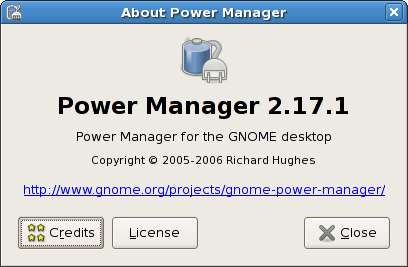 About Power Manager
Power Manager 2.17.1
Power Manager for the GNOME desktop
Copyright © 2005-2006 Richard Hughes
http://www.gnome.org/projects/gnome-power-manager/
Credits License Close